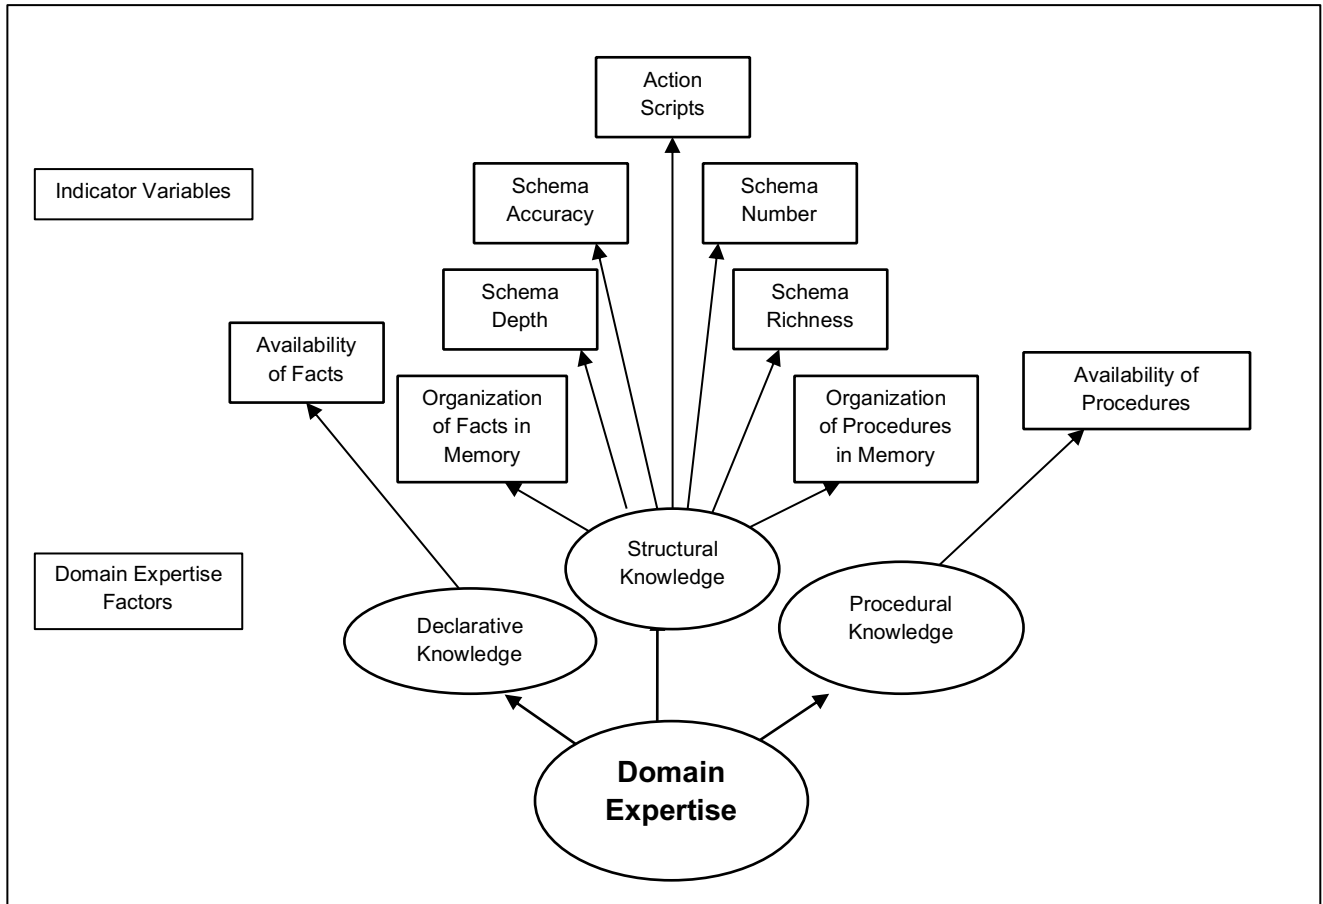 Action
Scripts
Indicator Variables
Schema
Accuracy
Schema
Number
Schema
Depth
Schema
Richness
Availability
of Facts
Availability of
Procedures
Organization
of Facts in
Memory
Organization
of Procedures
in Memory
Structural
Knowledge
Domain Expertise
Factors
Declarative
Knowledge
Procedural
Knowledge
Domain
Expertise